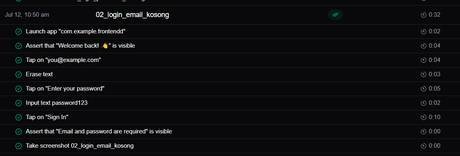 Jul 12, 10:50 am 02_login_email_kosong 0:32
Launch app "com.example.frontendd" 0:02
Assert that "Welcome back! 👋" is visible 0:04
Tap on "you@example.com" 0:04
Erase text 0:03
Tap on "Enter your password" 0:05
Input text password123 0:02
Tap on "Sign In" 0:10
Assert that "Email and password are required" is visible 0:00
Take screenshot 02_login_email_kosong 0:00